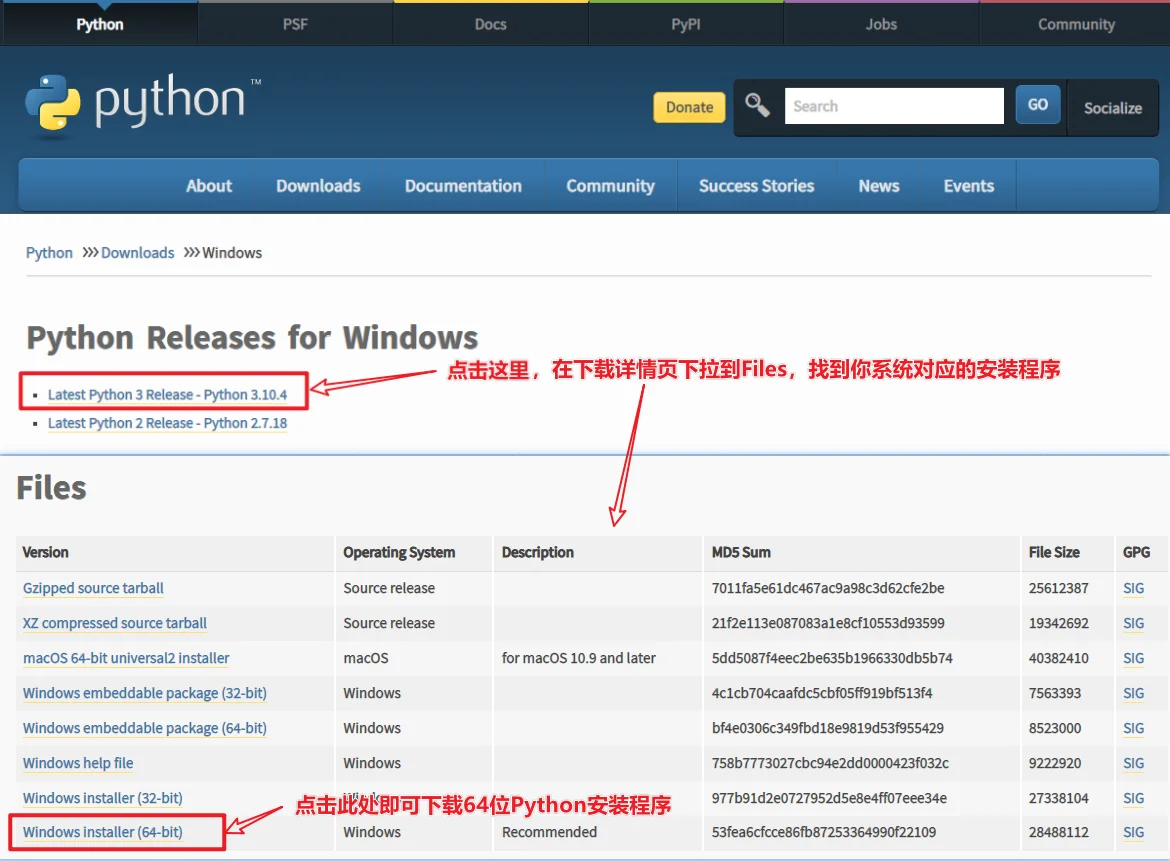 Python PSF Docs PyPI Jobs Community
python™
Donate Search GO Socialize
About Downloads Documentation Community Success Stories News Events
Python >>> Downloads >>> Windows
Python Releases for Windows
点击这里，在下载详情页下拉到Files，找到你系统对应的安装程序
Latest Python 3 Release - Python 3.10.4
Latest Python 2 Release - Python 2.7.18
Files
Version Operating System Description MD5 Sum File Size GPG
Gzipped source tarball Source release 7011fa5e61dc467ac9a98c3d62cfe2be 25612387 SIG
XZ compressed source tarball Source release 21f2e113e087083a1e8cf10553d93599 19342692 SIG
macOS 64-bit universal2 installer macOS for macOS 10.9 and later 5dd5087f4eec2be635b1966330db5b74 40382410 SIG
Windows embeddable package (32-bit) Windows 4c1cb704caafdc5cbf05ff919bf513f4 7563393 SIG
Windows embeddable package (64-bit) Windows bf4e0306c349fbd18e9819d53f955429 8523000 SIG
Windows help file Windows 758b7773027cbc94e2dd0000423f032c 9222920 SIG
Windows installer (32-bit) 977b91d2e0727952d5e8e4ff07eee34e 27338104 SIG
点击此处即可下载64位Python安装程序
Windows installer (64-bit) Windows Recommended 53fea6cfcce86fb87253364990f22109 28488112 SIG